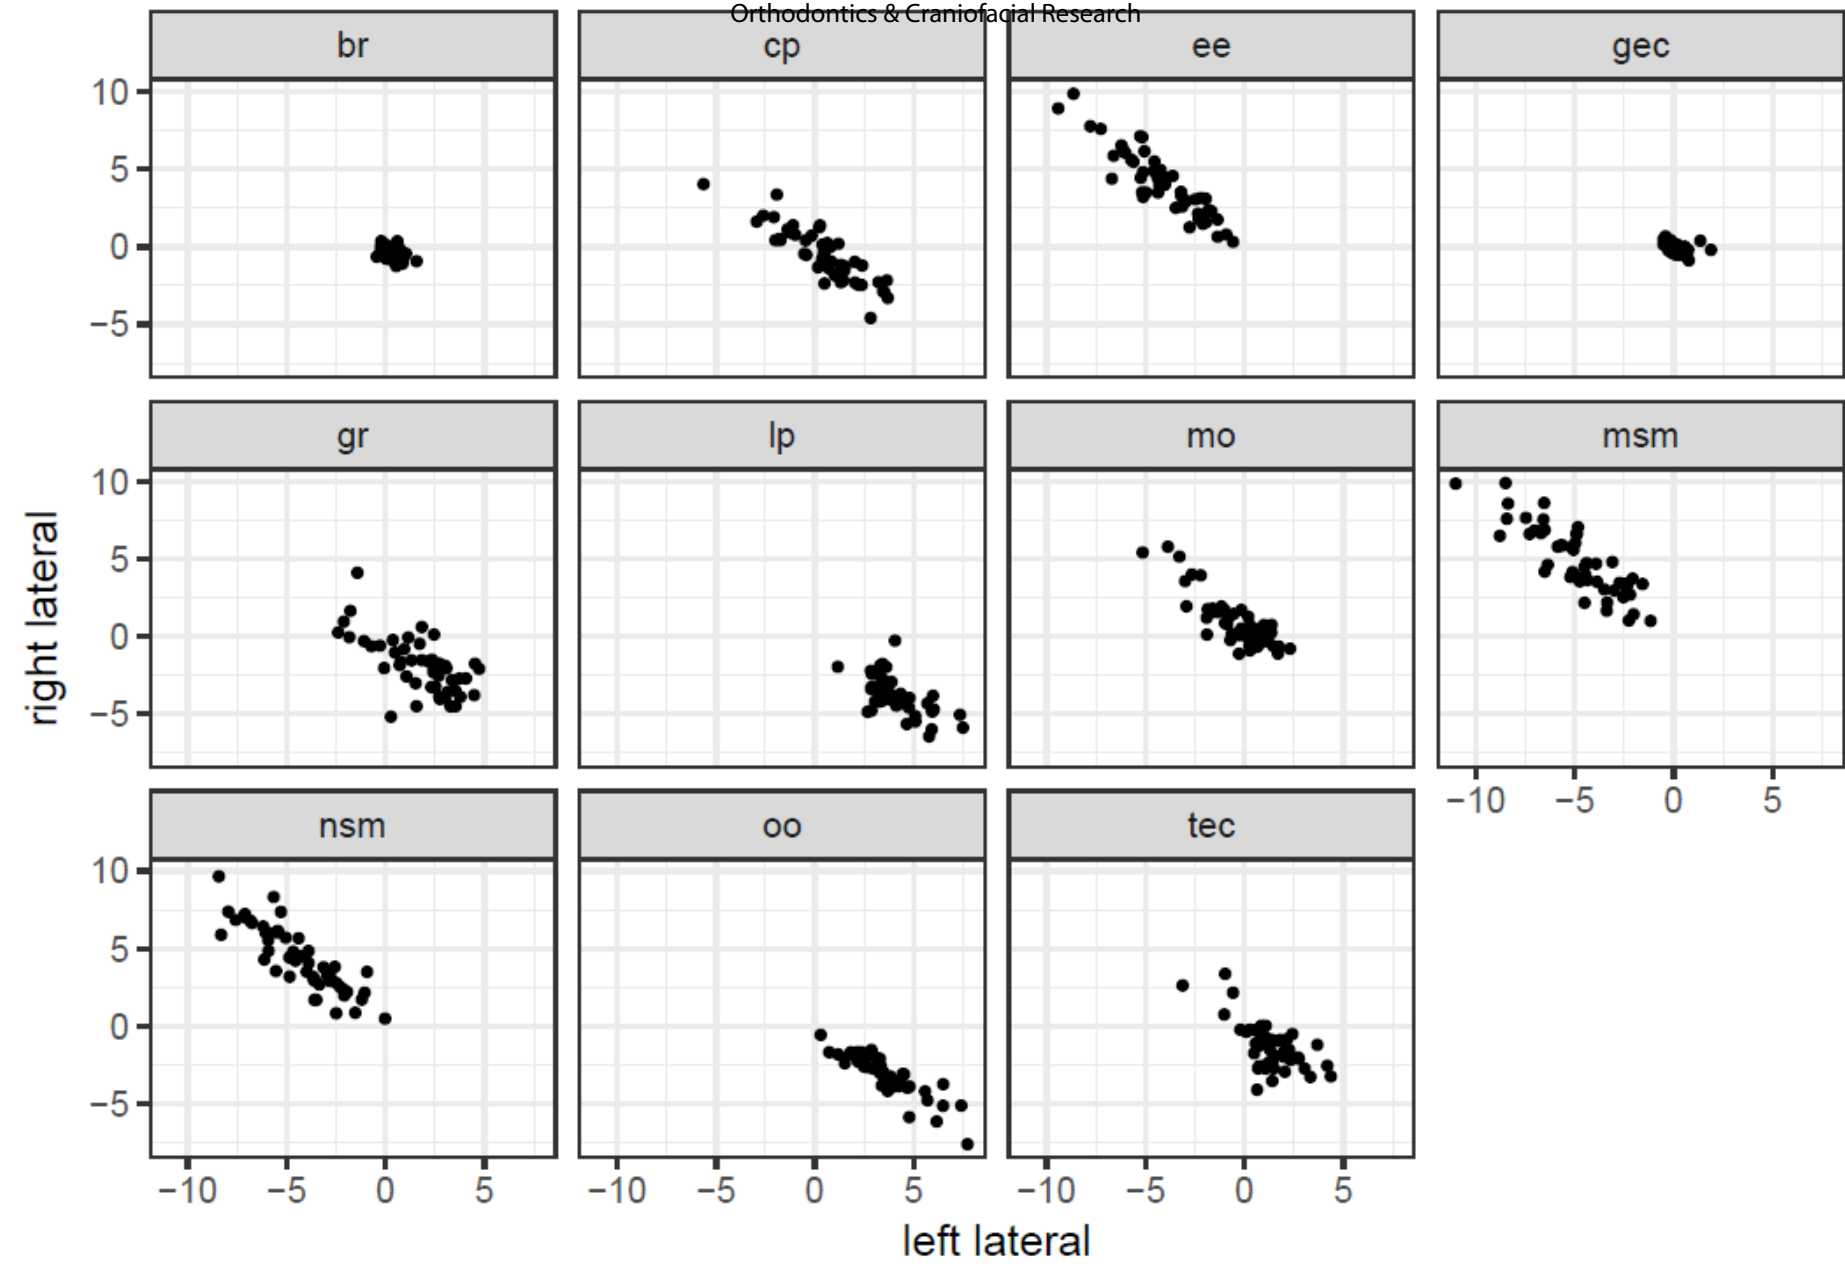 Orthodontics & Craniofacial Research
br cp ee gec
10
5
0
−5
gr lp mo msm
10
5
0
−5
−10 −5 0 5
nsm oo tec
10
5
0
−5
−10 −5 0 5 −10 −5 0 5 −10 −5 0 5
right lateral
left lateral